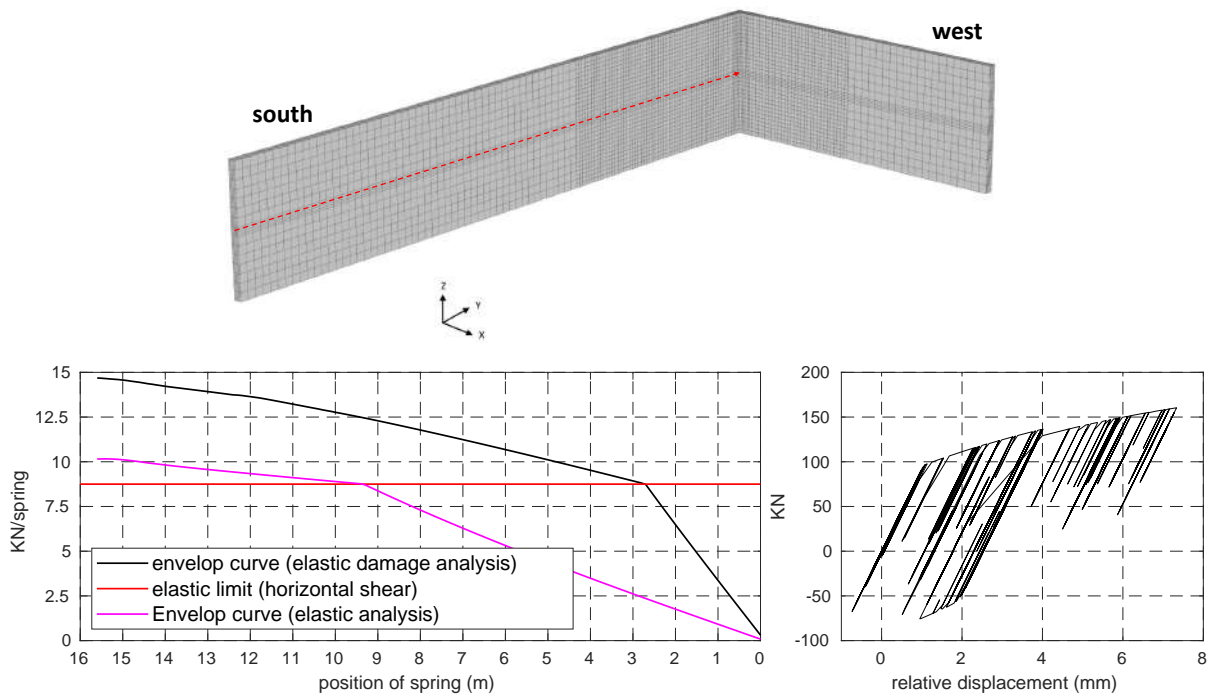 west
south
Z
Y
X
15
12.5
10
7.5
5
2.5
0
KN/spring
envelop curve (elastic damage analysis)
elastic limit (horizontal shear)
Envelop curve (elastic analysis)
16 15 14 13 12 11 10 9 8 7 6 5 4 3 2 1 0
position of spring (m)
200
150
100
50
0
-50
-100
KN
0 2 4 6 8
relative displacement (mm)